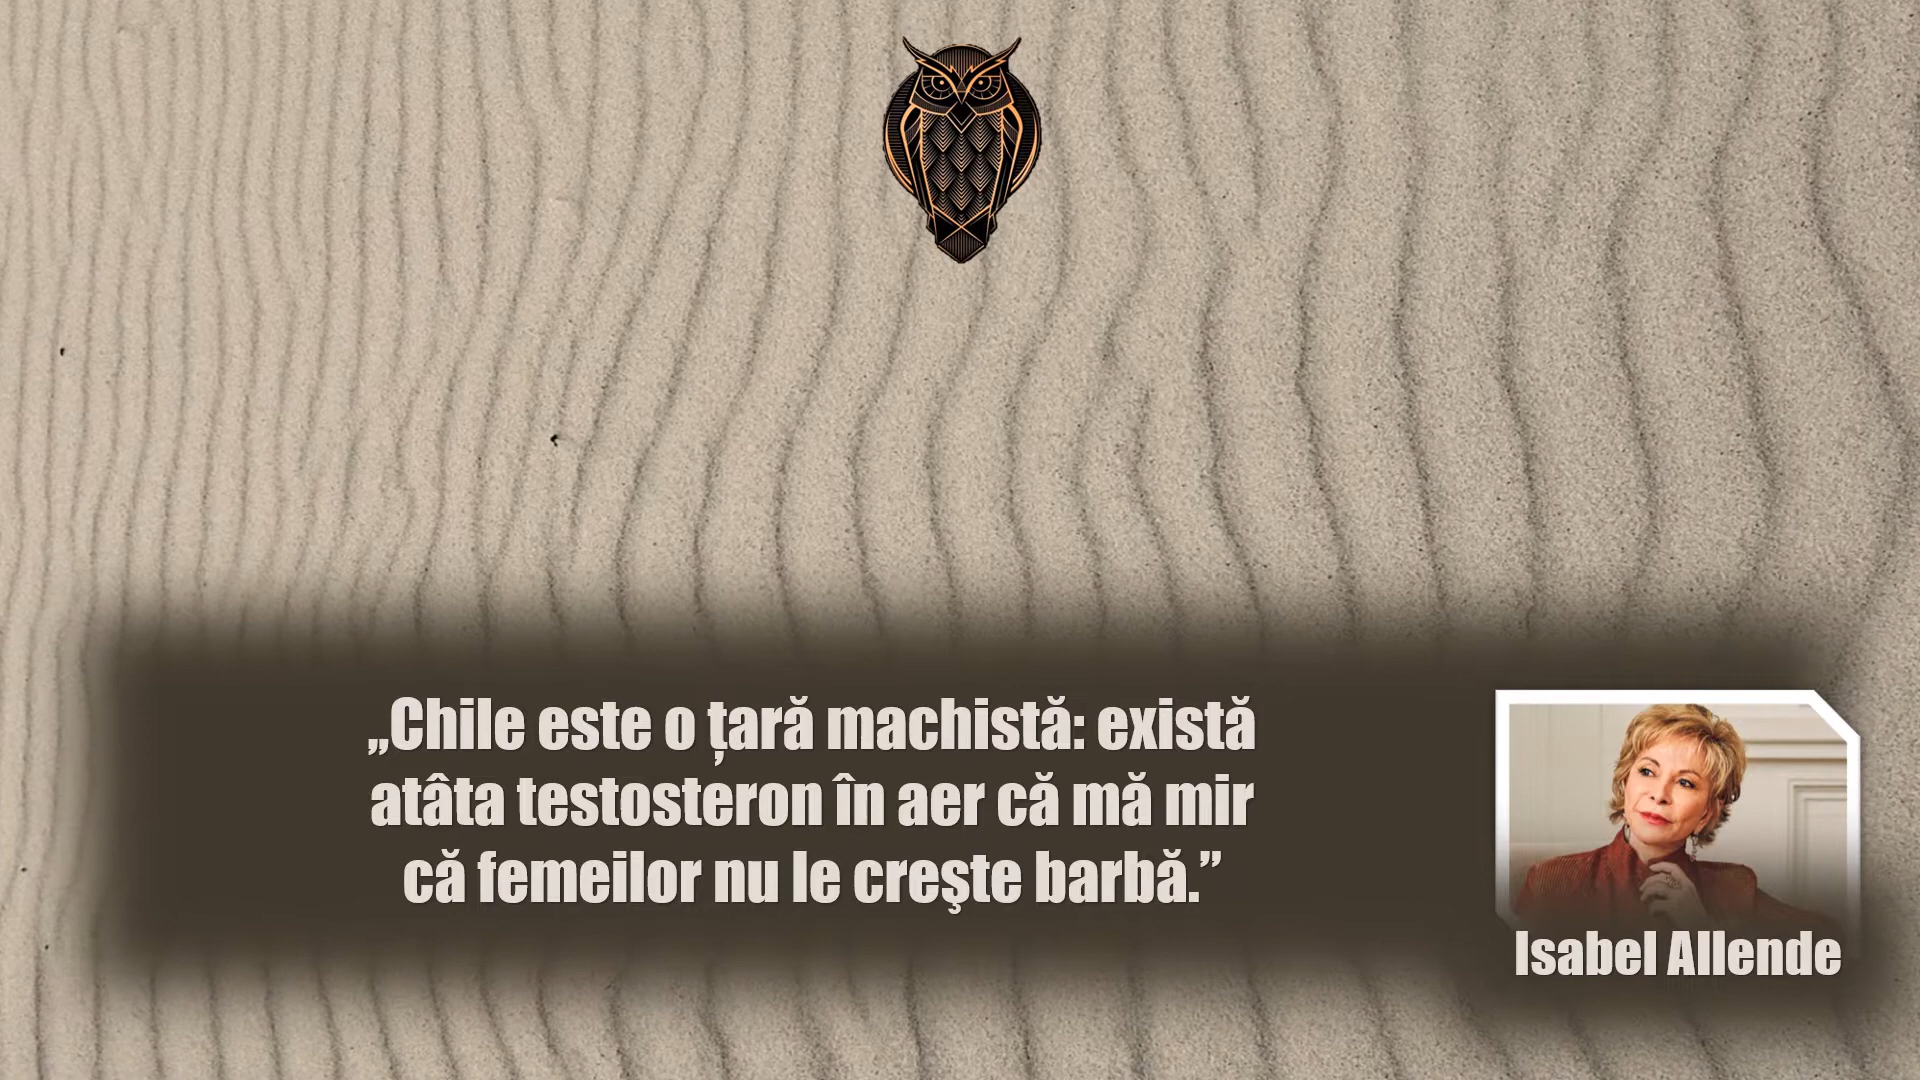 „Chile este o țară machistă: există
atâta testosteron în aer că mă mir
că femeilor nu le creşte barbă.”
Isabel Allende